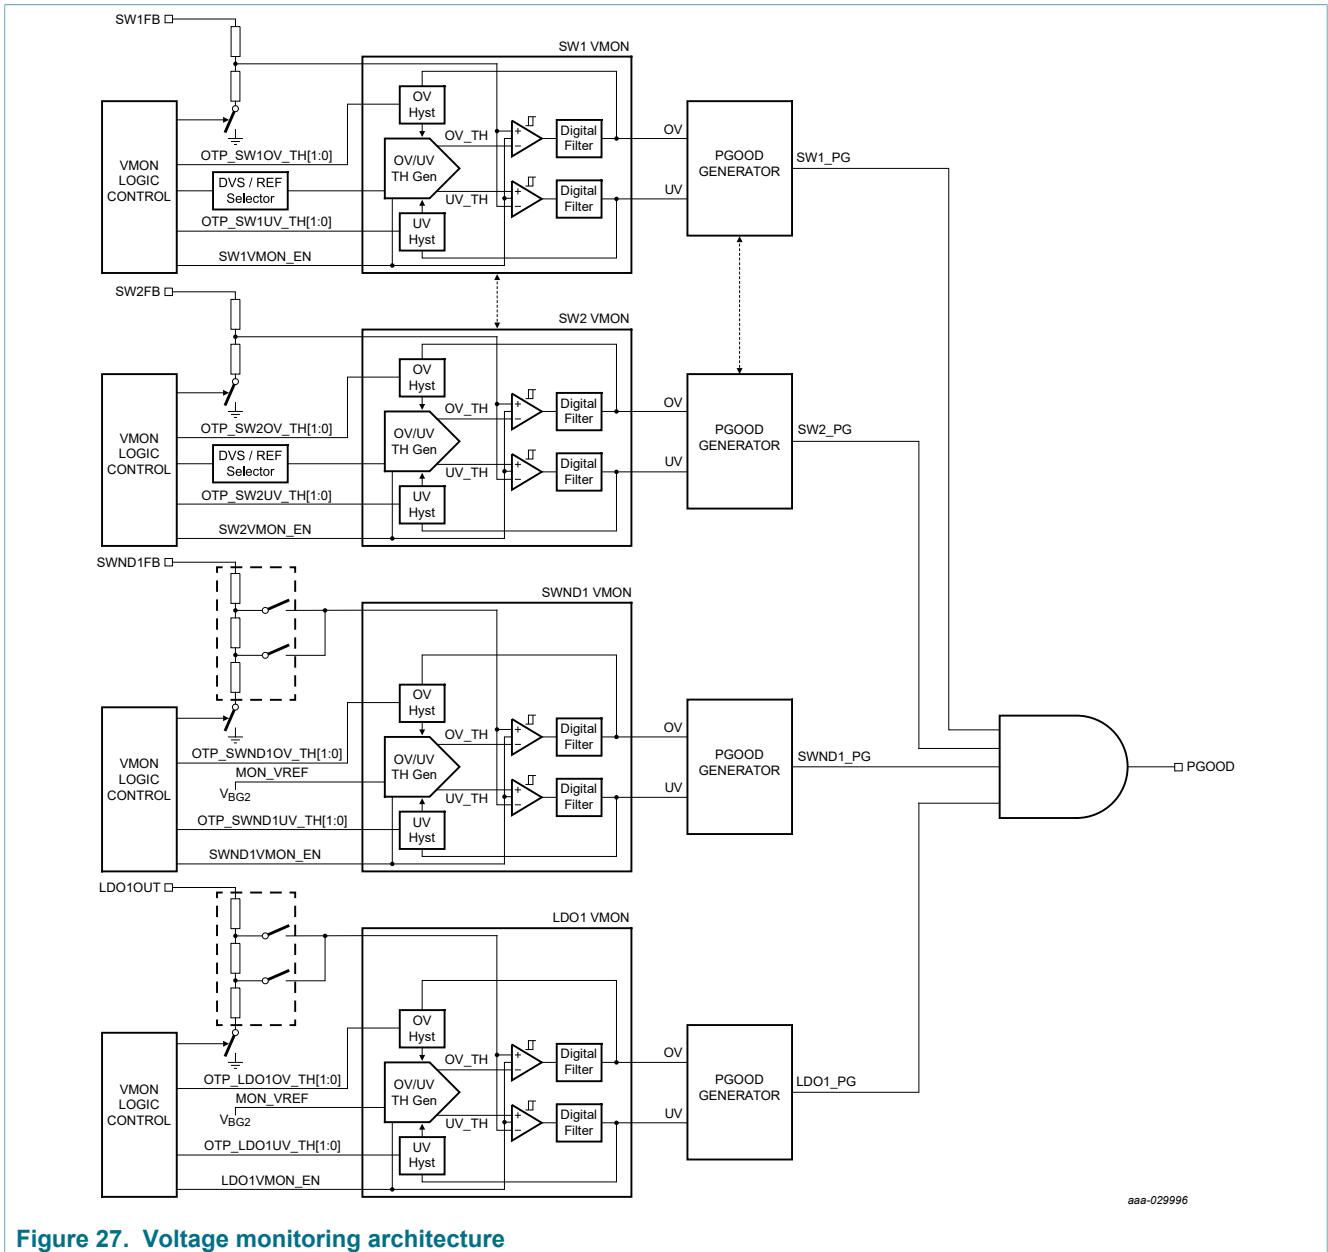 SW1FB
SW1 VMON
VMON
LOGIC
CONTROL
OTP_SW1OV_TH[1:0]
DVS / REF
Selector
OTP_SW1UV_TH[1:0]
SW1VMON_EN
OV
Hyst
OV/UV
TH Gen
UV
Hyst
OV_TH
UV_TH
+
−
+
−
Digital
Filter
Digital
Filter
OV
UV
PGOOD
GENERATOR
SW1_PG
SW2FB
SW2 VMON
VMON
LOGIC
CONTROL
OTP_SW2OV_TH[1:0]
DVS / REF
Selector
OTP_SW2UV_TH[1:0]
SW2VMON_EN
OV
Hyst
OV/UV
TH Gen
UV
Hyst
OV_TH
UV_TH
+
−
+
−
Digital
Filter
Digital
Filter
OV
UV
PGOOD
GENERATOR
SW2_PG
SWND1FB
SWND1 VMON
VMON
LOGIC
CONTROL
OTP_SWND1OV_TH[1:0]
MON_VREF
VBG2
OTP_SWND1UV_TH[1:0]
SWND1VMON_EN
OV
Hyst
OV/UV
TH Gen
UV
Hyst
OV_TH
UV_TH
+
−
+
−
Digital
Filter
Digital
Filter
OV
UV
PGOOD
GENERATOR
SWND1_PG
PGOOD
LDO1OUT
LDO1 VMON
VMON
LOGIC
CONTROL
OTP_LDO1OV_TH[1:0]
MON_VREF
VBG2
OTP_LDO1UV_TH[1:0]
LDO1VMON_EN
OV
Hyst
OV/UV
TH Gen
UV
Hyst
OV_TH
UV_TH
+
−
+
−
Digital
Filter
Digital
Filter
OV
UV
PGOOD
GENERATOR
LDO1_PG
aaa-029996
Figure 27. Voltage monitoring architecture